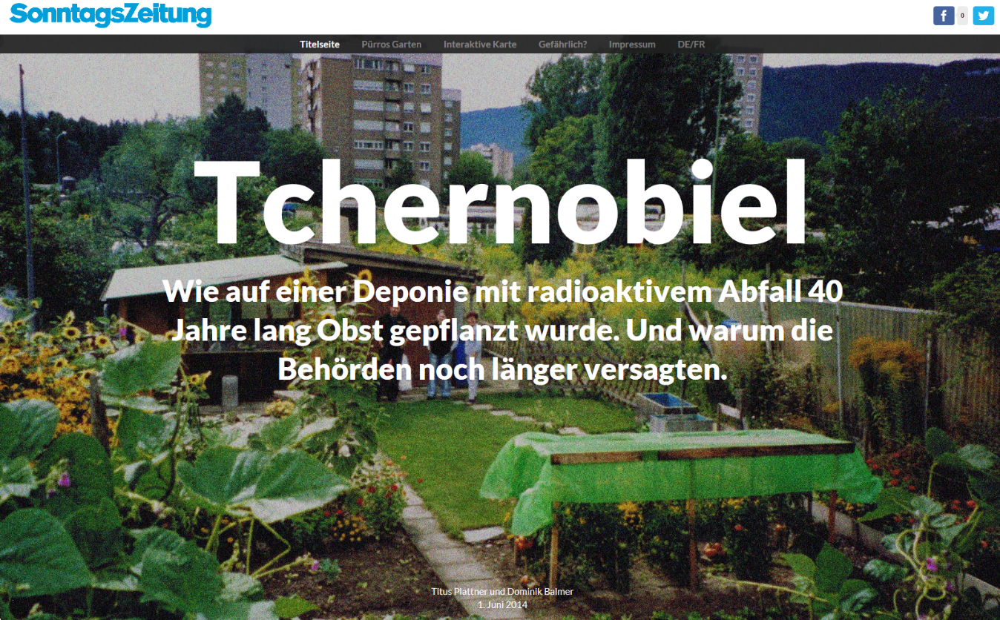 SonntagsZeitung
f 0
Titelseite Pürros Garten Interaktive Karte Gefährlich? Impressum DE/FR
Tchernobiel
Wie auf einer Deponie mit radioaktivem Abfall 40
Jahre lang Obst gepflanzt wurde. Und warum die
Behörden noch länger versagten.
Titus Plattner und Dominik Balmer
1. Juni 2014